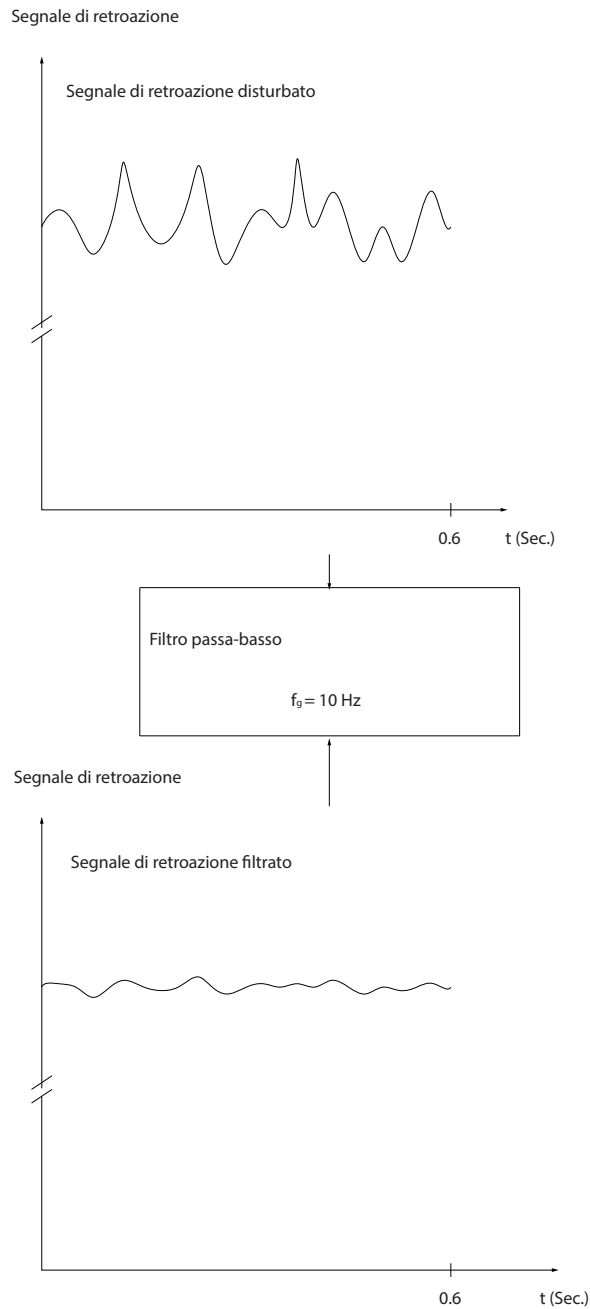 Segnale di retroazione
Segnale di retroazione disturbato
0.6 t (Sec.)
Filtro passa-basso
fg = 10 Hz
Segnale di retroazione
Segnale di retroazione filtrato
0.6 t (Sec.)